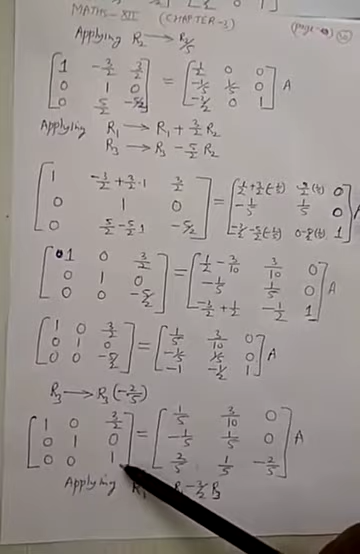 MATHS-XII (CHAPTER-3)
Applying R₂ → R₂/5
[1 -3/2 3/2; 0 1 0; 0 5/2 -5/2] = [1/2 0 0; -1/5 1/5 0; -3/2 0 1] A
Applying R₁ → R₁ + 3/2 R₂
R₃ → R₃ - 5/2 R₂
[1 -3/2+3/2·1 3/2; 0 1 0; 0 5/2-5/2·1 -5/2] = [1/2+3/2(-1/5) 3/2(1/5) 0; -1/5 1/5 0; -3/2-5/2(-1/5) 0-5/2(1/5) 1] A
[1 0 3/2; 0 1 0; 0 0 -5/2] = [1/2-3/10 3/10 0; -1/5 1/5 0; -3/2+1/2 -1/2 1] A
[1 0 3/2; 0 1 0; 0 0 -5/2] = [1/5 3/10 0; -1/5 1/5 0; -1 -1/2 1] A
R₃ → R₃(-2/5)
[1 0 3/2; 0 1 0; 0 0 1] = [1/5 3/10 0; -1/5 1/5 0; 2/5 1/5 -2/5] A
Applying R₁ R₁ - 3/2 R₃